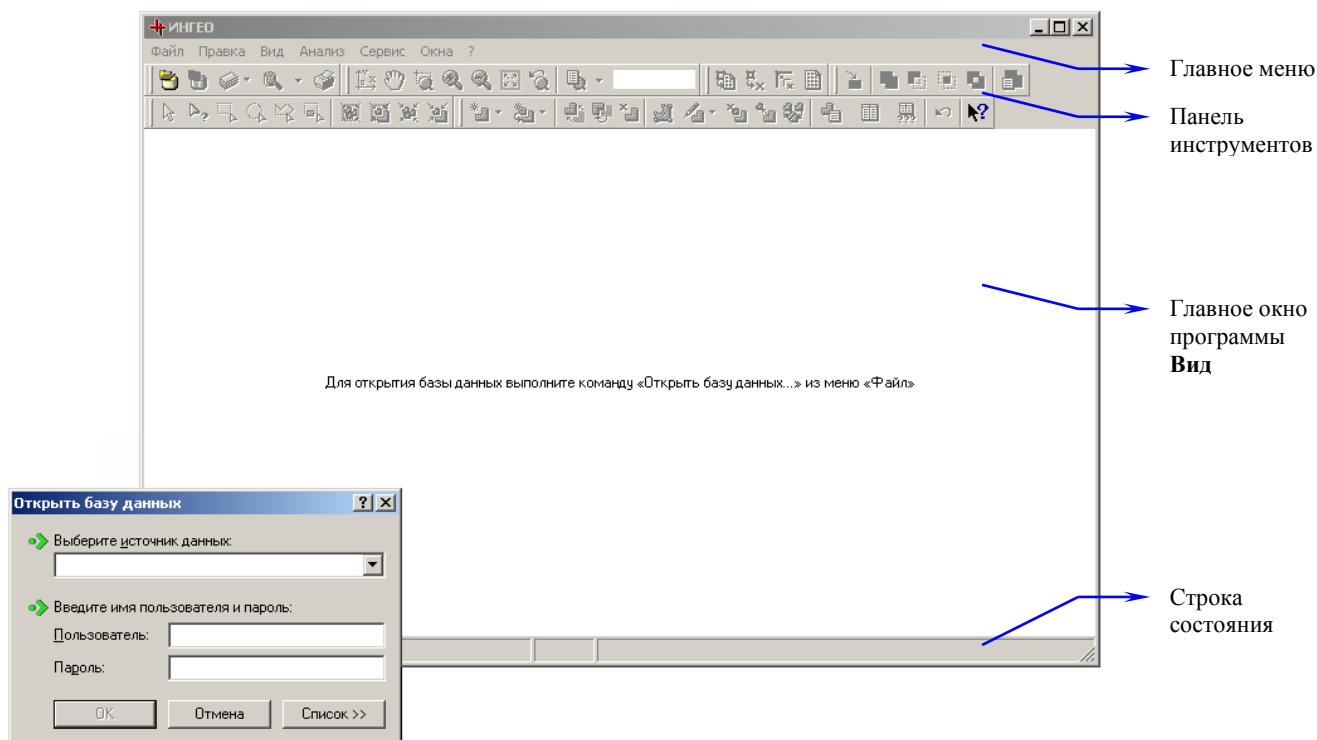 ИНГЕО
Файл Правка Вид Анализ Сервис Окна ?
Главное меню
Панель
инструментов
Главное окно
программы
Вид
Для открытия базы данных выполните команду «Открыть базу данных...» из меню «Файл»
Открыть базу данных
Выберите источник данных:
Введите имя пользователя и пароль:
Пользователь:
Пароль:
OK Отмена Список >>
Строка
состояния